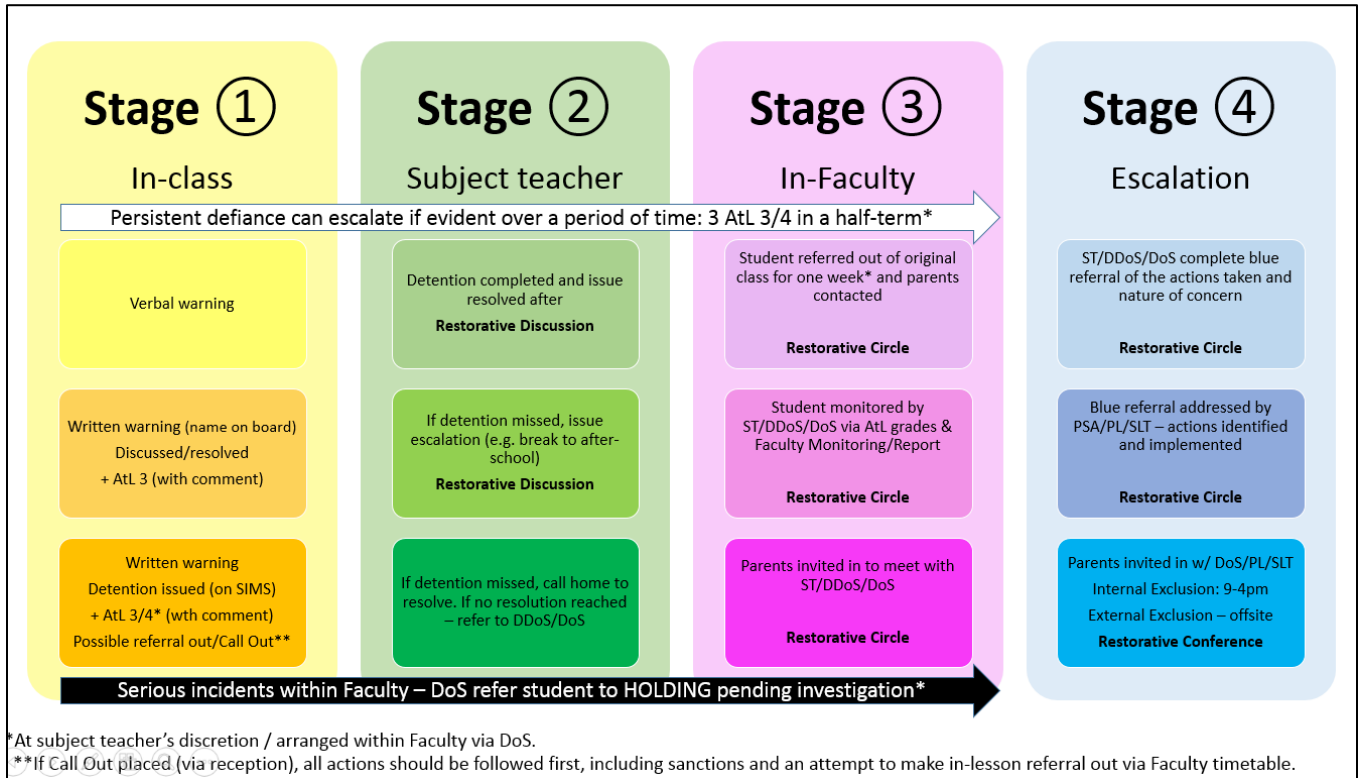 Stage 1
In-class
Stage 2
Subject teacher
Stage 3
In-Faculty
Stage 4
Escalation
Persistent defiance can escalate if evident over a period of time: 3 AtL 3/4 in a half-term*
Verbal warning
Written warning (name on board)
Discussed/resolved
+ AtL 3 (with comment)
Written warning
Detention issued (on SIMS)
+ AtL 3/4* (wth comment)
Possible referral out/Call Out**
Detention completed and issue
resolved after
Restorative Discussion
If detention missed, issue
escalation (e.g. break to after-
school)
Restorative Discussion
If detention missed, call home to
resolve. If no resolution reached
– refer to DDoS/DoS
Student referred out of original
class for one week* and parents
contacted
Restorative Circle
Student monitored by
ST/DDoS/DoS via AtL grades &
Faculty Monitoring/Report
Restorative Circle
Parents invited in to meet with
ST/DDoS/DoS
Restorative Circle
ST/DDoS/DoS complete blue
referral of the actions taken and
nature of concern
Restorative Circle
Blue referral addressed by
PSA/PL/SLT – actions identified
and implemented
Restorative Circle
Parents invited in w/ DoS/PL/SLT
Internal Exclusion: 9-4pm
External Exclusion – offsite
Restorative Conference
Serious incidents within Faculty – DoS refer student to HOLDING pending investigation*
*At subject teacher's discretion / arranged within Faculty via DoS.
**If Call Out placed (via reception), all actions should be followed first, including sanctions and an attempt to make in-lesson referral out via Faculty timetable.